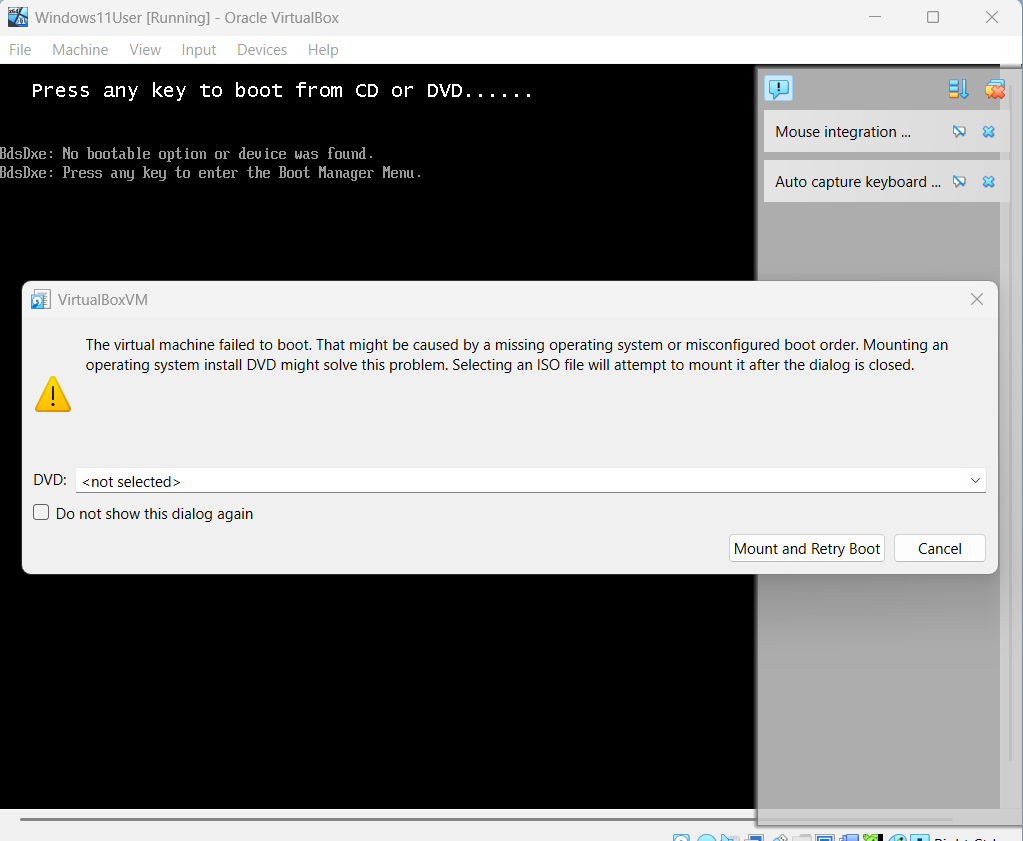 Windows11User [Running] - Oracle VirtualBox
File Machine View Input Devices Help
Press any key to boot from CD or DVD......
BdsDxe: No bootable option or device was found.
BdsDxe: Press any key to enter the Boot Manager Menu.
Mouse integration ...
Auto capture keyboard ...
VirtualBoxVM
The virtual machine failed to boot. That might be caused by a missing operating system or misconfigured boot order. Mounting an
operating system install DVD might solve this problem. Selecting an ISO file will attempt to mount it after the dialog is closed.
DVD: <not selected>
Do not show this dialog again
Mount and Retry Boot Cancel